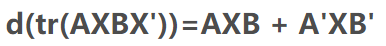 d(tr(AXBX'))=AXB + A'XB'